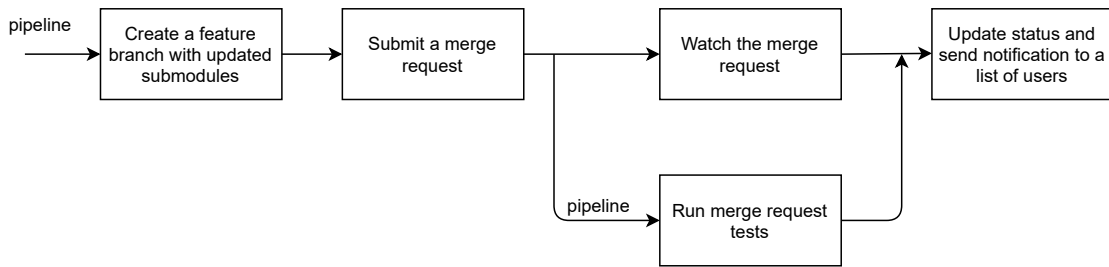 pipeline
Create a feature
branch with updated
submodules
Submit a merge
request
Watch the merge
request
Update status and
send notification to a
list of users
pipeline
Run merge request
tests